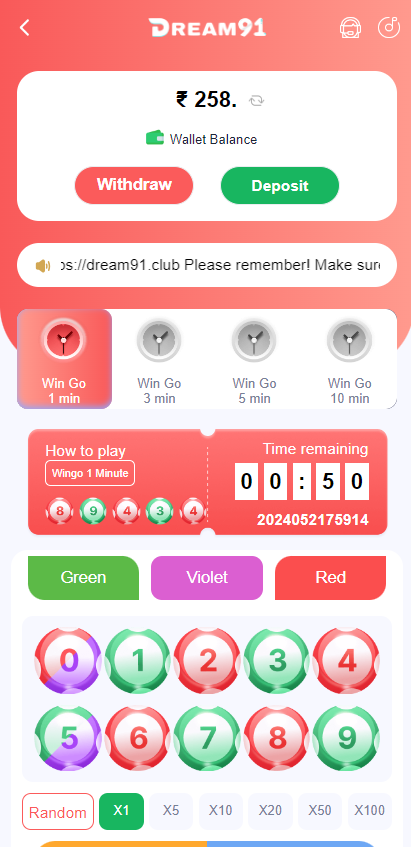 DREAM91
₹ 258.
Wallet Balance
Withdraw
Deposit
ps://dream91.club Please remember! Make sure
Win Go
1 min
Win Go
3 min
Win Go
5 min
Win Go
10 min
How to play
Wingo 1 Minute
8 9 4 3 4
Time remaining
0 0 : 5 0
2024052175914
Green
Violet
Red
0 1 2 3 4
5 6 7 8 9
Random X1 X5 X10 X20 X50 X100